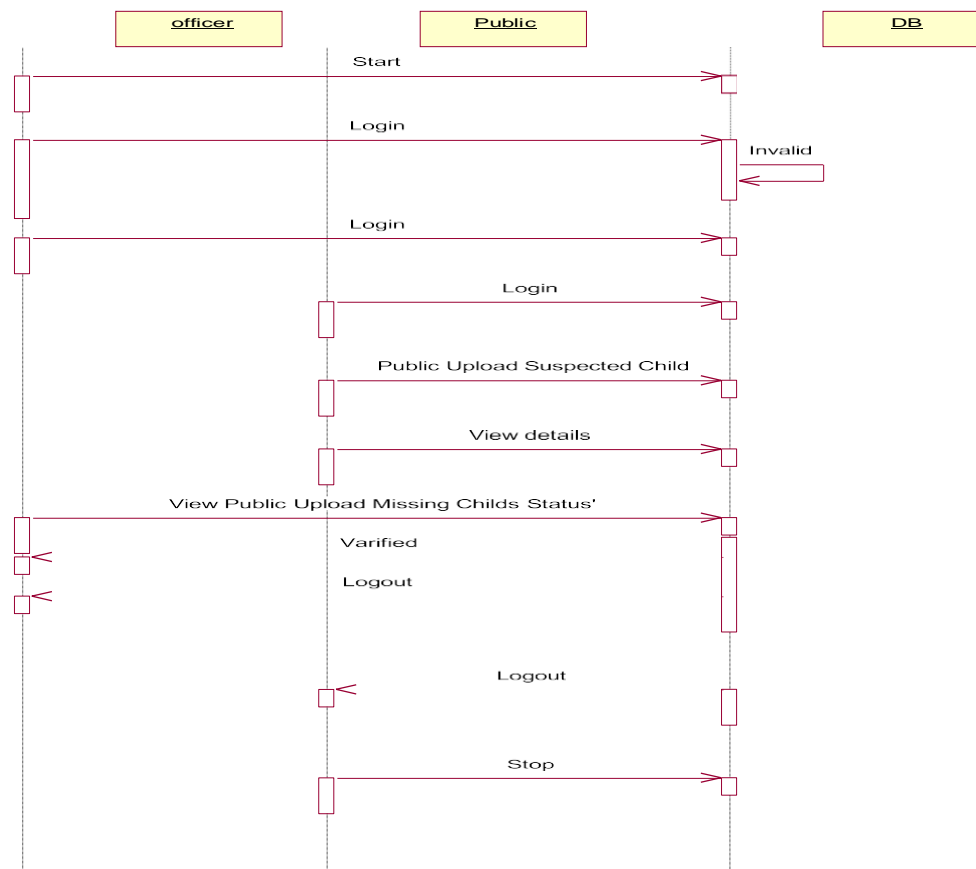 officer
Public
DB
Start
Login
Invalid
Login
Login
Public Upload Suspected Child
View details
View Public Upload Missing Childs Status'
Varified
Logout
Logout
Stop